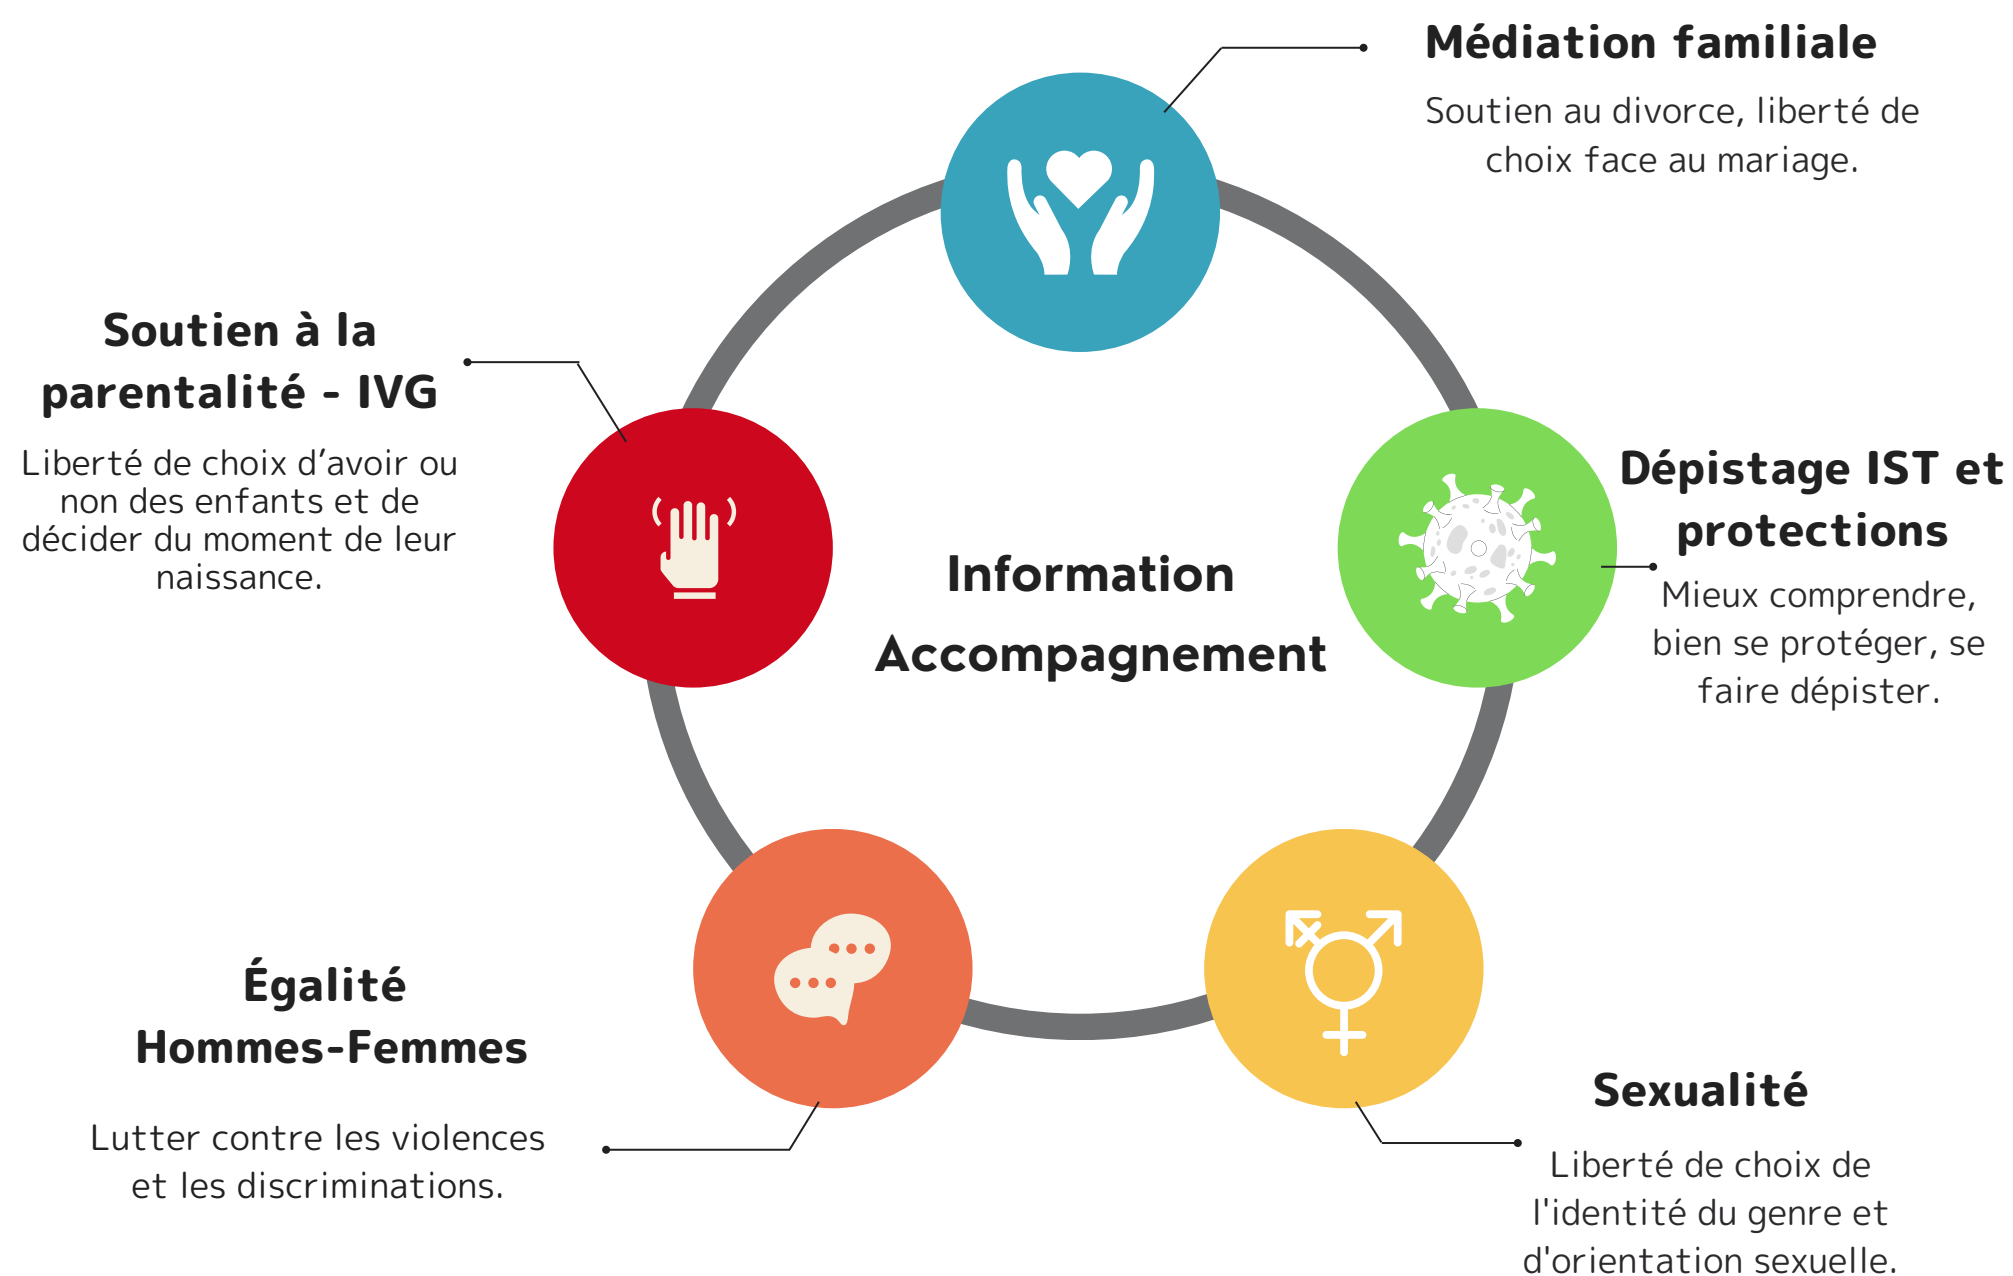 Médiation familiale
Soutien au divorce, liberté de
choix face au mariage.
Soutien à la
parentalité - IVG
Liberté de choix d’avoir ou
non des enfants et de
décider du moment de leur
naissance.
Dépistage IST et
protections
Mieux comprendre,
bien se protéger, se
faire dépister.
Information
Accompagnement
Égalité
Hommes-Femmes
Lutter contre les violences
et les discriminations.
Sexualité
Liberté de choix de
l'identité du genre et
d'orientation sexuelle.